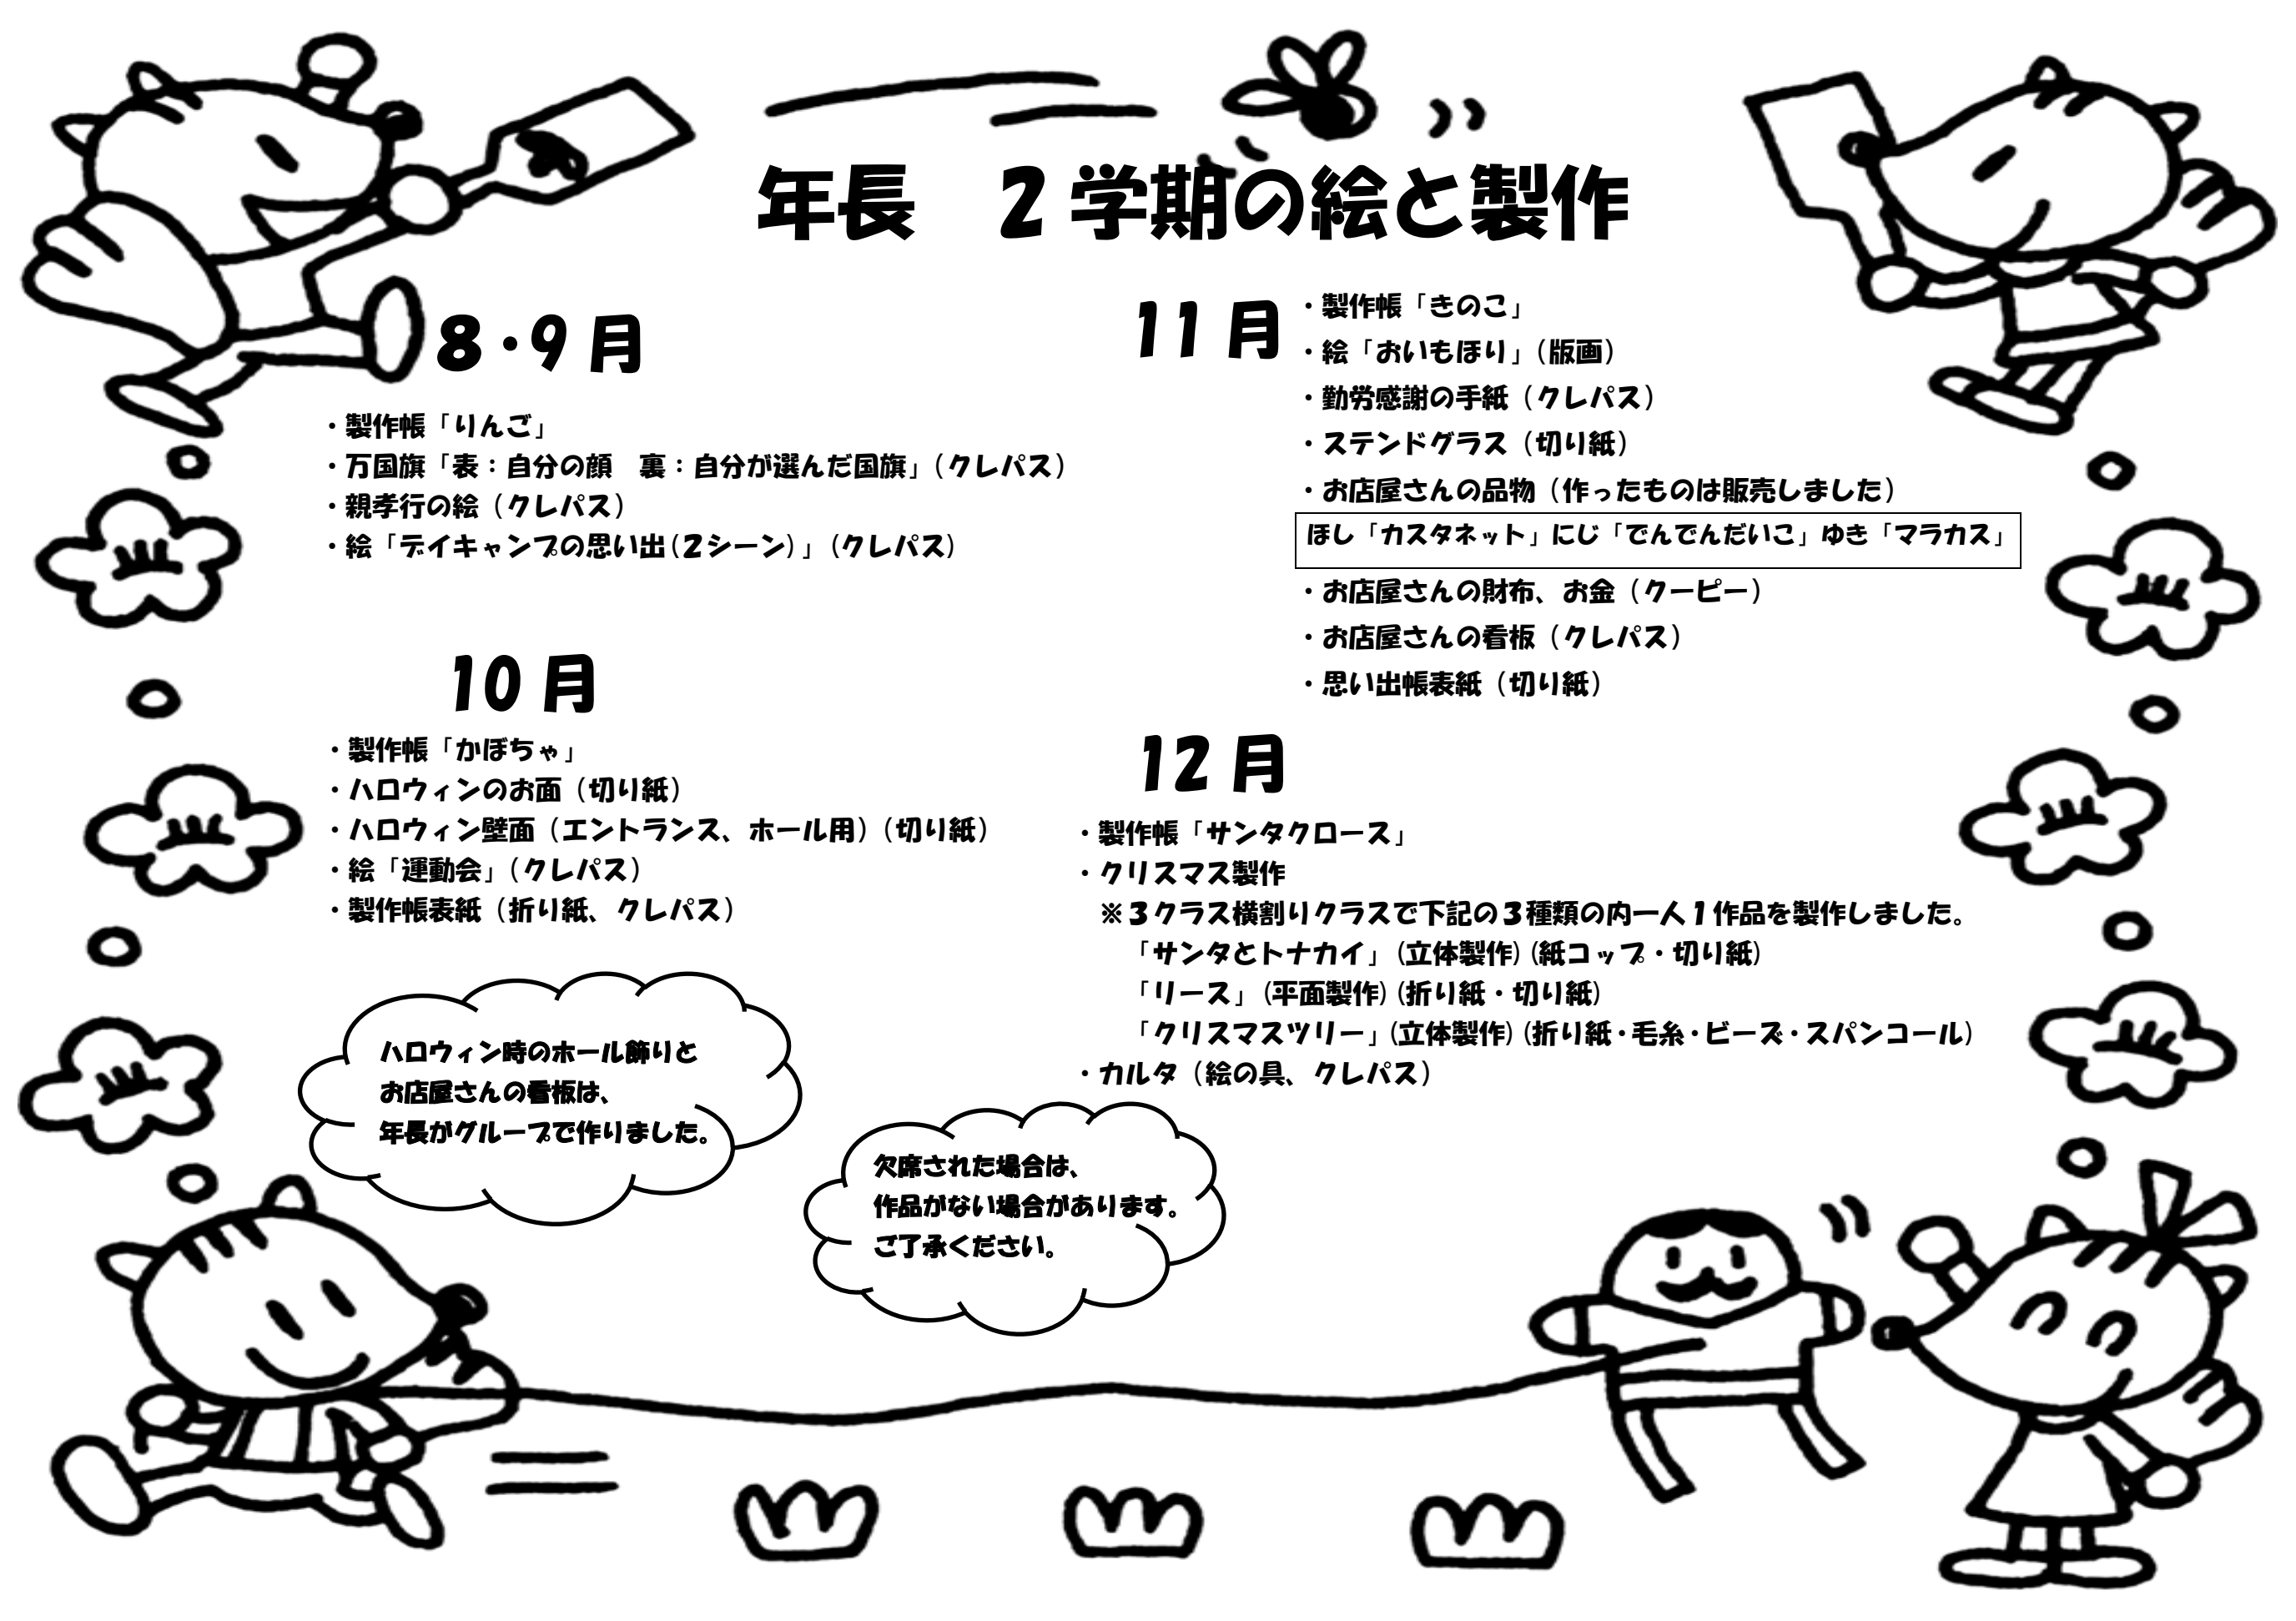 年長　2学期の絵と製作
8・9月
・製作帳「りんご」
・万国旗「表：自分の顔　裏：自分が選んだ国旗」（クレパス）
・親孝行の絵（クレパス）
・絵「デイキャンプの思い出（2シーン）」（クレパス）
10月
・製作帳「かぼちゃ」
・ハロウィンのお面（切り紙）
・ハロウィン壁面（エントランス、ホール用）（切り紙）
・絵「運動会」（クレパス）
・製作帳表紙（折り紙、クレパス）
ハロウィン時のホール飾りと
お店屋さんの看板は、
年長がグループで作りました。
11月
・製作帳「きのこ」
・絵「おいもほり」（版画）
・勤労感謝の手紙（クレパス）
・ステンドグラス（切り紙）
・お店屋さんの品物（作ったものは販売しました）
ほし「カスタネット」にじ「でんでんだいこ」ゆき「マラカス」
・お店屋さんの財布、お金（クーピー）
・お店屋さんの看板（クレパス）
・思い出帳表紙（切り紙）
12月
・製作帳「サンタクロース」
・クリスマス製作
※3クラス横割りクラスで下記の3種類の内一人1作品を製作しました。
「サンタとトナカイ」（立体製作）（紙コップ・切り紙）
「リース」（平面製作）（折り紙・切り紙）
「クリスマスツリー」（立体製作）（折り紙・毛糸・ビーズ・スパンコール）
・カルタ（絵の具、クレパス）
欠席された場合は、
作品がない場合があります。
ご了承ください。